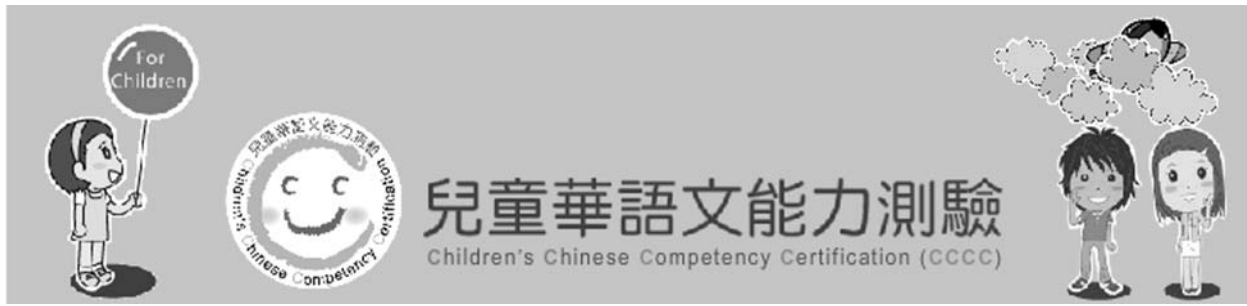 For
Children
兒童華語文能力測驗
Children's Chinese Competency Certification
兒童華語文能力測驗
Children's Chinese Competency Certification (CCCC)